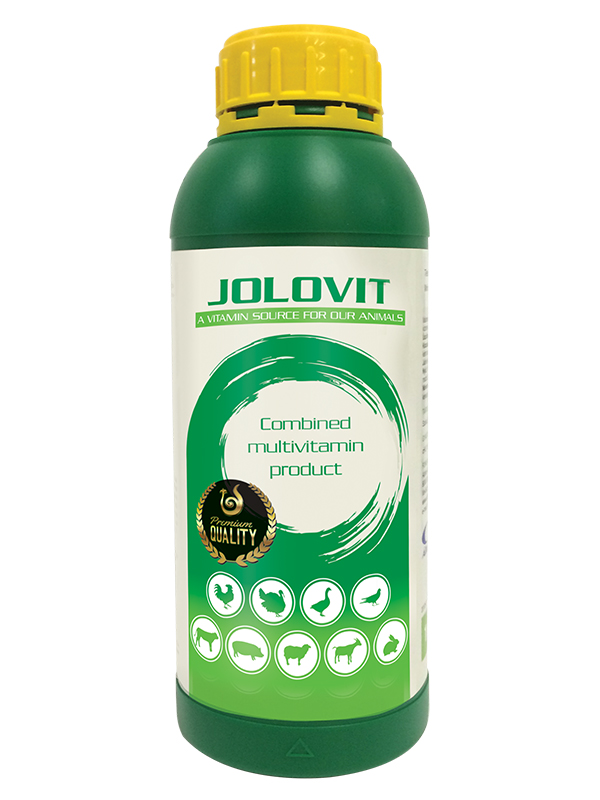 JOLOVIT
A VITAMIN SOURCE FOR OUR ANIMALS
Combined
multivitamin
product
Premium
QUALITY